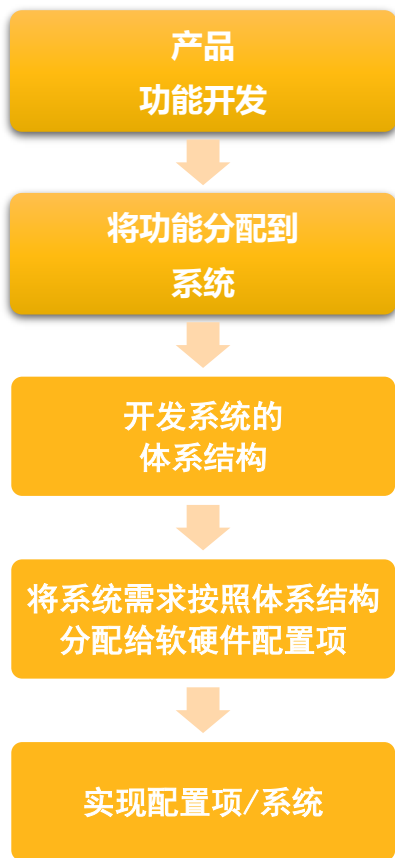 产品
功能开发
将功能分配到
系统
开发系统的
体系结构
将系统需求按照体系结构
分配给软硬件配置项
实现配置项/系统